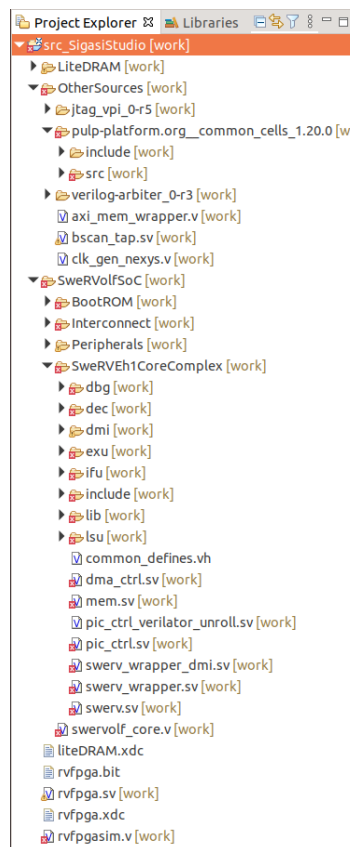 Project Explorer Libraries
src_SigasiStudio [work]
LiteDRAM [work]
OtherSources [work]
jtag_vpi_0-r5 [work]
pulp-platform.org__common_cells_1.20.0 [w
include [work]
src [work]
verilog-arbiter_0-r3 [work]
axi_mem_wrapper.v [work]
bscan_tap.sv [work]
clk_gen_nexys.v [work]
SweRVolfSoC [work]
BootROM [work]
Interconnect [work]
Peripherals [work]
SweRVEh1CoreComplex [work]
dbg [work]
dec [work]
dmi [work]
exu [work]
ifu [work]
include [work]
lib [work]
lsu [work]
common_defines.vh
dma_ctrl.sv [work]
mem.sv [work]
pic_ctrl_verilator_unroll.sv [work]
pic_ctrl.sv [work]
swerv_wrapper_dmi.sv [work]
swerv_wrapper.sv [work]
swerv.sv [work]
swervolf_core.v [work]
liteDRAM.xdc
rvfpga.bit
rvfpga.sv [work]
rvfpga.xdc
rvfpgasim.v [work]